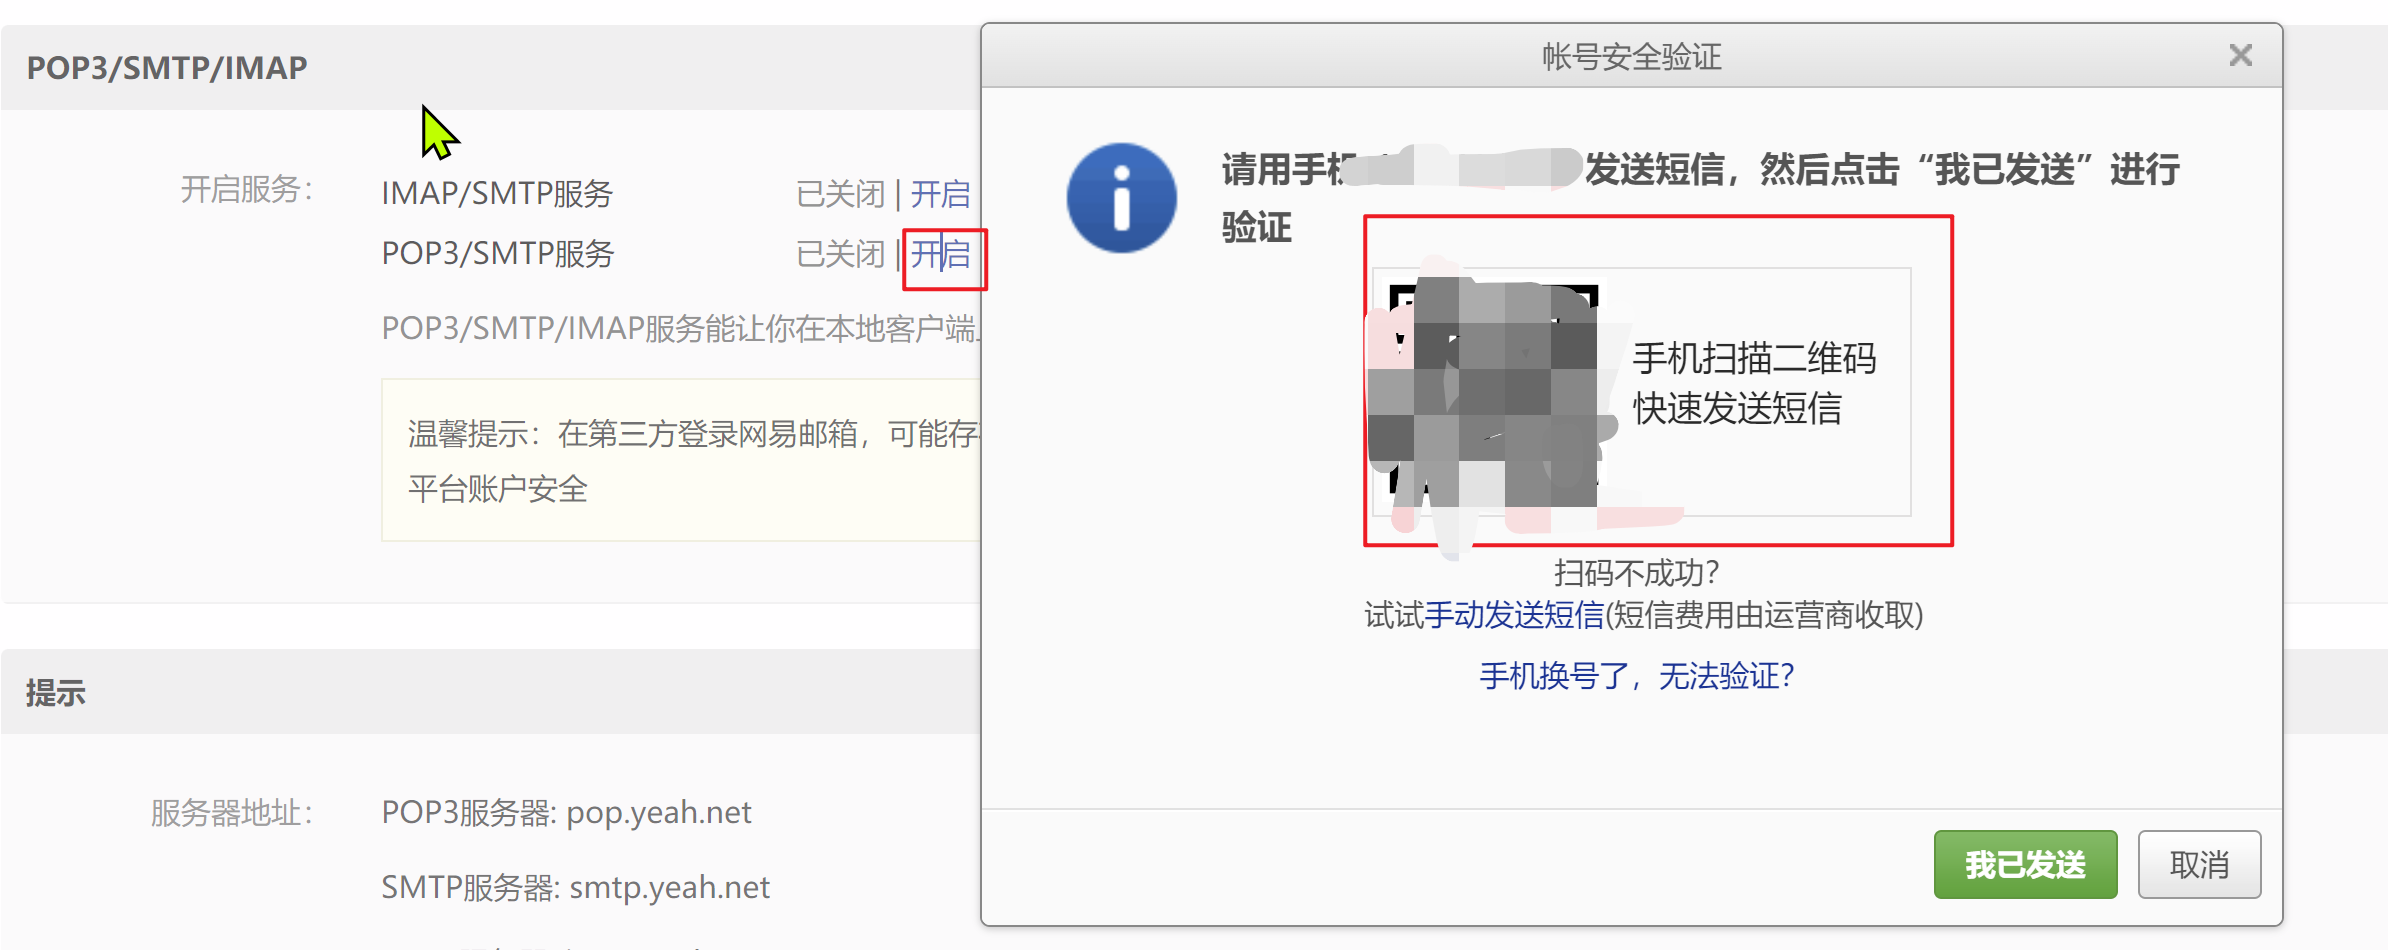 POP3/SMTP/IMAP
开启服务：
IMAP/SMTP服务
已关闭 | 开启
POP3/SMTP服务
已关闭 | 开启
POP3/SMTP/IMAP服务能让你在本地客户端
温馨提示：在第三方登录网易邮箱，可能存
平台账户安全
提示
服务器地址：
POP3服务器: pop.yeah.net
SMTP服务器: smtp.yeah.net
帐号安全验证
请用手机 发送短信，然后点击“我已发送”进行
验证
手机扫描二维码
快速发送短信
扫码不成功？
试试手动发送短信(短信费用由运营商收取)
手机换号了，无法验证？
我已发送
取消